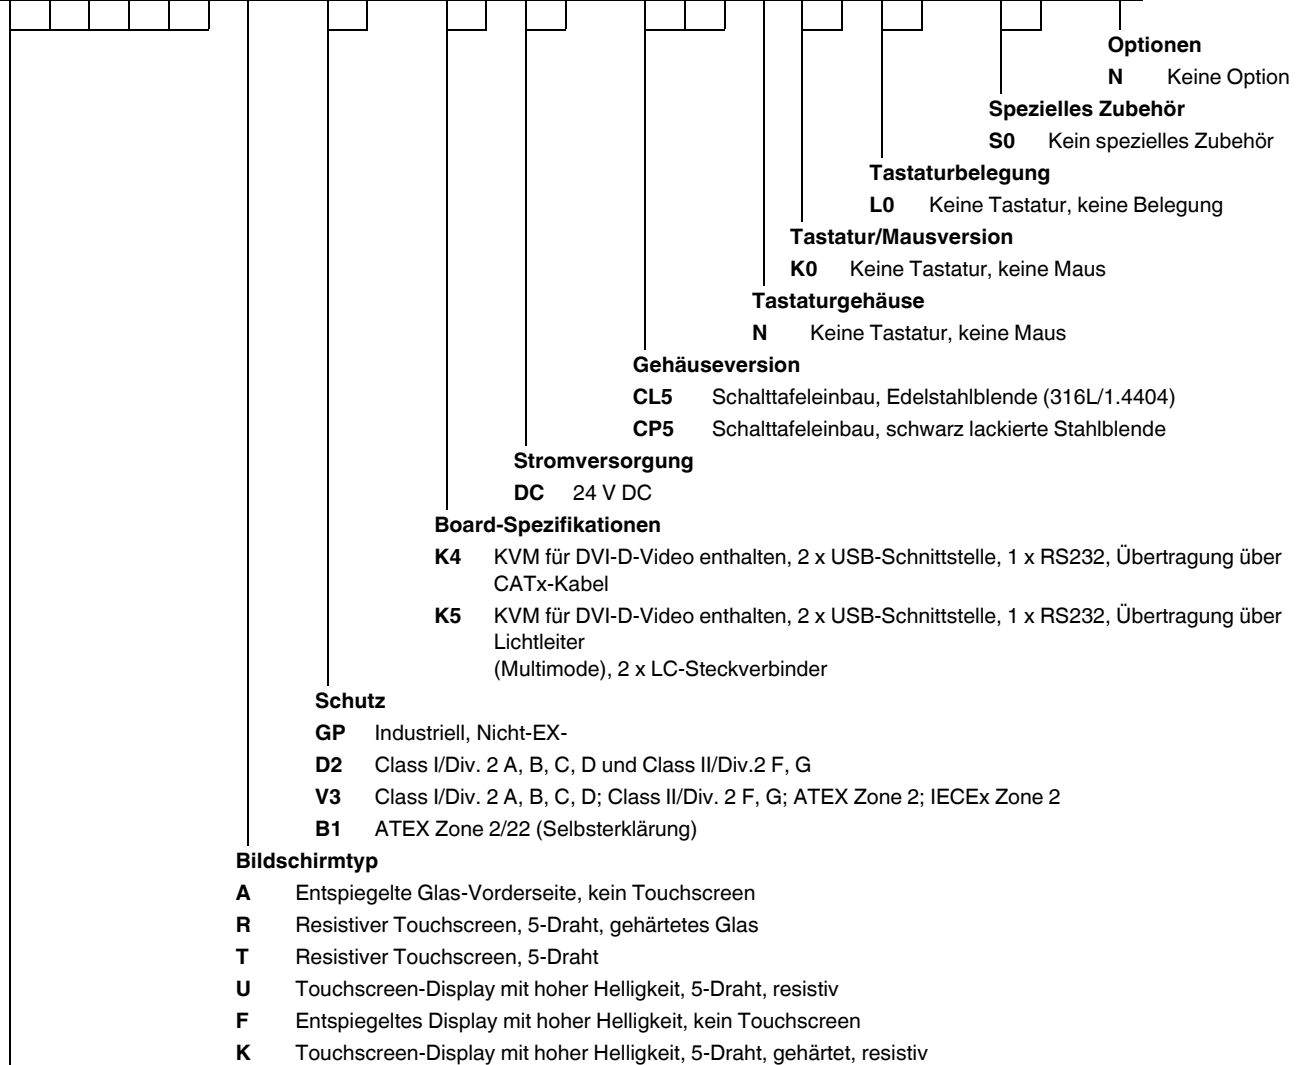 Optionen
N Keine Option
Spezielles Zubehör
S0 Kein spezielles Zubehör
Tastaturbelegung
L0 Keine Tastatur, keine Belegung
Tastatur/Mausversion
K0 Keine Tastatur, keine Maus
Tastaturgehäuse
N Keine Tastatur, keine Maus
Gehäuseversion
CL5 Schalttafeleinbau, Edelstahlblende (316L/1.4404)
CP5 Schalttafeleinbau, schwarz lackierte Stahlblende
Stromversorgung
DC 24 V DC
Board-Spezifikationen
K4 KVM für DVI-D-Video enthalten, 2 x USB-Schnittstelle, 1 x RS232, Übertragung über
CATx-Kabel
K5 KVM für DVI-D-Video enthalten, 2 x USB-Schnittstelle, 1 x RS232, Übertragung über
Lichtleiter
(Multimode), 2 x LC-Steckverbinder
Schutz
GP Industriell, Nicht-EX-
D2 Class I/Div. 2 A, B, C, D und Class II/Div.2 F, G
V3 Class I/Div. 2 A, B, C, D; Class II/Div. 2 F, G; ATEX Zone 2; IECEx Zone 2
B1 ATEX Zone 2/22 (Selbsterklärung)
Bildschirmtyp
A Entspiegelte Glas-Vorderseite, kein Touchscreen
R Resistiver Touchscreen, 5-Draht, gehärtetes Glas
T Resistiver Touchscreen, 5-Draht
U Touchscreen-Display mit hoher Helligkeit, 5-Draht, resistiv
F Entspiegeltes Display mit hoher Helligkeit, kein Touchscreen
K Touchscreen-Display mit hoher Helligkeit, 5-Draht, gehärtet, resistiv